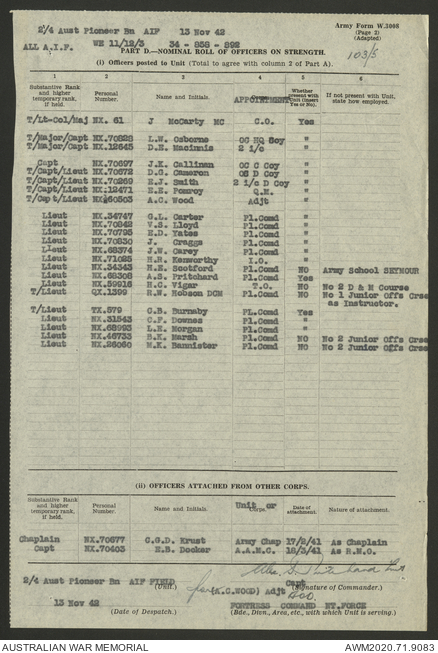 2/4 Aust Pioneer Bn AIF 13 Nov 42
Army Form W.3008
(Page 2)
(Adapted)
ALL A.I.F. WE 11/12/3 34 - 858 - 892
103/5
PART D.—NOMINAL ROLL OF OFFICERS ON STRENGTH.
(i) Officers posted to Unit (Total to agree with column 2 of Part A).
1 2 3 4 5 6
Substantive Rank and higher temporary rank, if held. Personal Number. Name and Initials. APPOINTMENT Whether present with Unit (insert Yes or No). If not present with Unit, state how employed.
T/Lt-Col/Maj NX. 61 J McCarty MC C.O. Yes
T/Major/Capt NX.70828 L.W. Osborne OC HQ Coy "
T/Major/Capt NX.12645 D.H. Macinnis 2 i/c "
Capt NX.70697 J.K. Callinan OC C Coy "
T/Capt/Lieut NX.70672 D.G. Cameron OC D Coy "
T/Capt/Lieut NX.70269 E.J. Smith 2 i/c D Coy "
T/Capt/Lieut NX.12471 E.E. Pomroy Q.M. "
T/Capt/Lieut NX.60503 A.C. Wood Adjt "
Lieut NX.34747 G.L. Carter Pl.Comd "
Lieut NX.70842 V.S. Lloyd Pl.Comd "
Lieut NX.70795 E.D. Yates Pl.Comd "
Lieut NX.70830 J. Craggs Pl.Comd "
Lieut NX.68374 J.W. Carey Pl.Comd "
Lieut NX.71025 H.R. Kenworthy I.O. "
Lieut NX.34343 H.E. Sootford Pl.Comd NO Army School SEYMOUR
Lieut NX.68308 A.S. Pritchard Pl.Comd Yes
Lieut NX.59916 H.C. Vigar T.O. NO No 2 D & M Course
T/Lieut QX.1399 R.W. Hobson DCM Pl.Comd NO No 1 Junior Offs Crse
as Instructor.
T/Lieut TX.579 C.B. Burnaby Pl.Comd Yes
Lieut NX.31543 C.F. Downes Pl.Comd "
Lieut NX.68993 L.H. Morgan Pl.Comd "
Lieut NX.46733 B.K. Marsh Pl.Comd NO No 2 Junior Offs Crse
Lieut NX.26060 M.K. Bannister Pl.Comd NO No 2 Junior Offs Crse
(ii) OFFICERS ATTACHED FROM OTHER CORPS.
Substantive Rank and higher temporary rank, if held. Personal Number. Name and Initials. Unit or Corps. Date of attachment. Nature of attachment.
Chaplain NX.70677 C.G.D. Krust Army Chap 17/2/41 As Chaplain
Capt NX.70403 E.B. Docker A.A.M.C. 18/3/41 As R.M.O.
2/4 Aust Pioneer Bn AIF FIELD (Unit.) for (A.C.WOOD) Adjt Capt (Signature of Commander.)
13 Nov 42
(Date of Despatch.)
FORTRESS COMMAND NT.FORCE
(Bde., Divn., Area, etc., with which Unit is serving.)
AUSTRALIAN WAR MEMORIAL AWM2020.71.9083